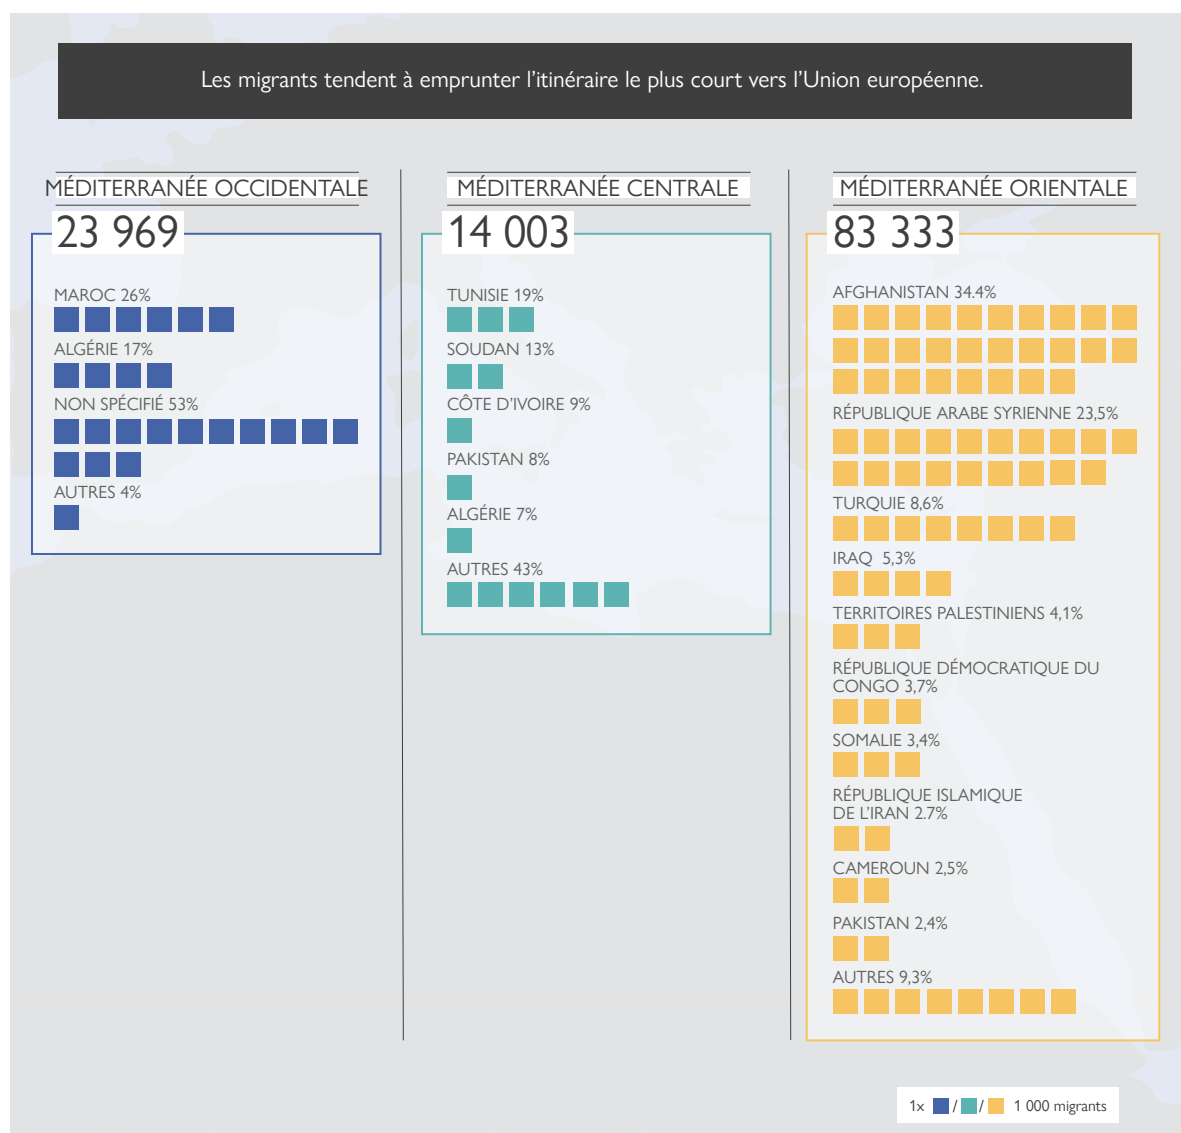 Les migrants tendent à emprunter l'itinéraire le plus court vers l'Union européenne.
MÉDITERRANÉE OCCIDENTALE
23 969
MAROC 26%
ALGÉRIE 17%
NON SPÉCIFIÉ 53%
AUTRES 4%
MÉDITERRANÉE CENTRALE
14 003
TUNISIE 19%
SOUDAN 13%
CÔTE D'IVOIRE 9%
PAKISTAN 8%
ALGÉRIE 7%
AUTRES 43%
MÉDITERRANÉE ORIENTALE
83 333
AFGHANISTAN 34.4%
RÉPUBLIQUE ARABE SYRIENNE 23,5%
TURQUIE 8,6%
IRAQ 5,3%
TERRITOIRES PALESTINIENS 4,1%
RÉPUBLIQUE DÉMOCRATIQUE DU
CONGO 3,7%
SOMALIE 3,4%
RÉPUBLIQUE ISLAMIQUE
DE L'IRAN 2.7%
CAMEROUN 2,5%
PAKISTAN 2,4%
AUTRES 9,3%
1x / / 1 000 migrants